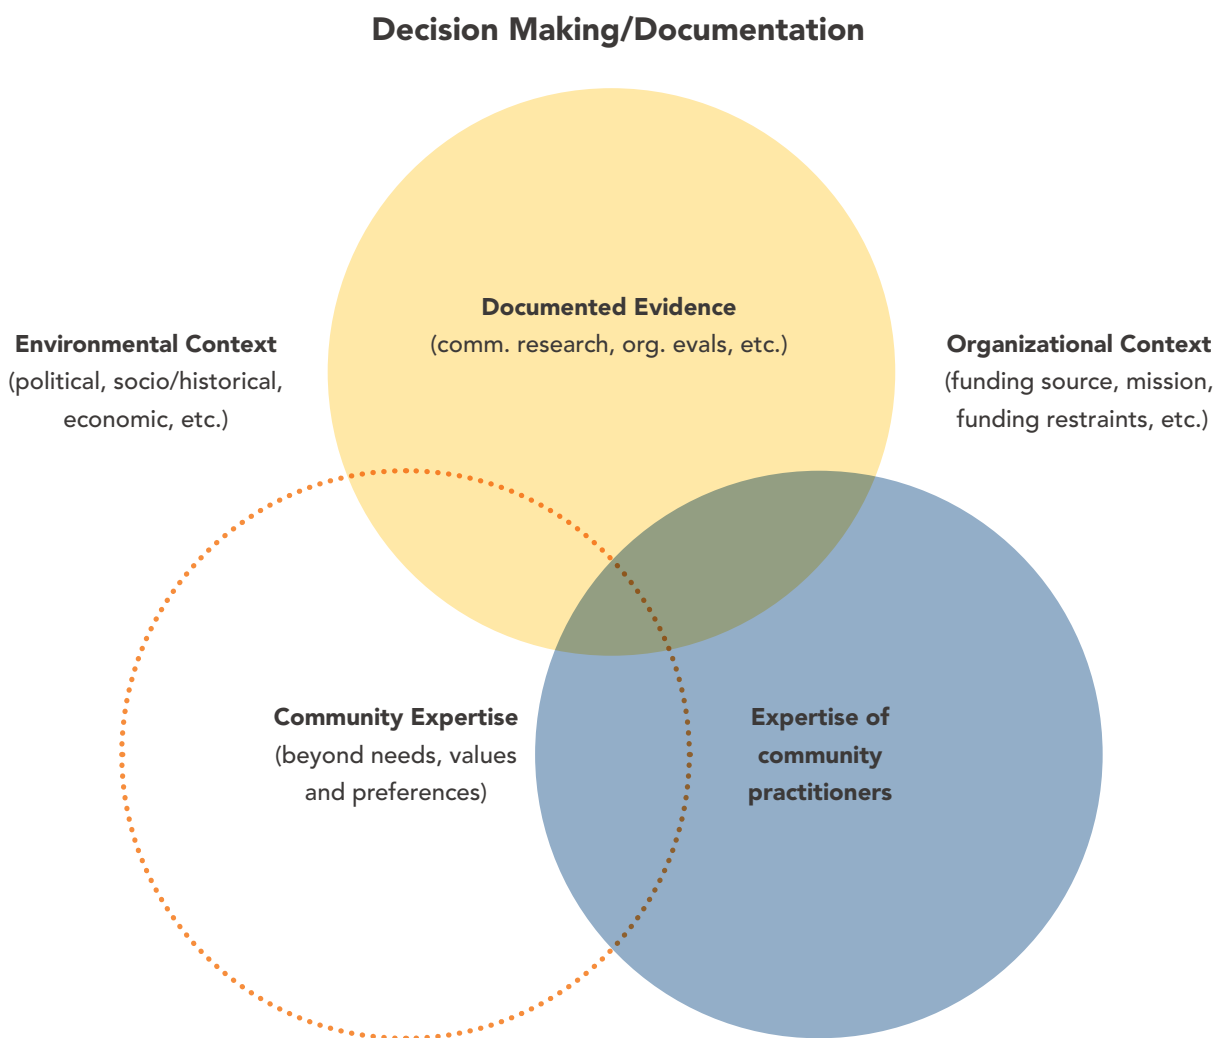 Decision Making/Documentation
Documented Evidence
(comm. research, org. evals, etc.)
Environmental Context
(political, socio/historical,
economic, etc.)
Organizational Context
(funding source, mission,
funding restraints, etc.)
Community Expertise
(beyond needs, values
and preferences)
Expertise of
community
practitioners